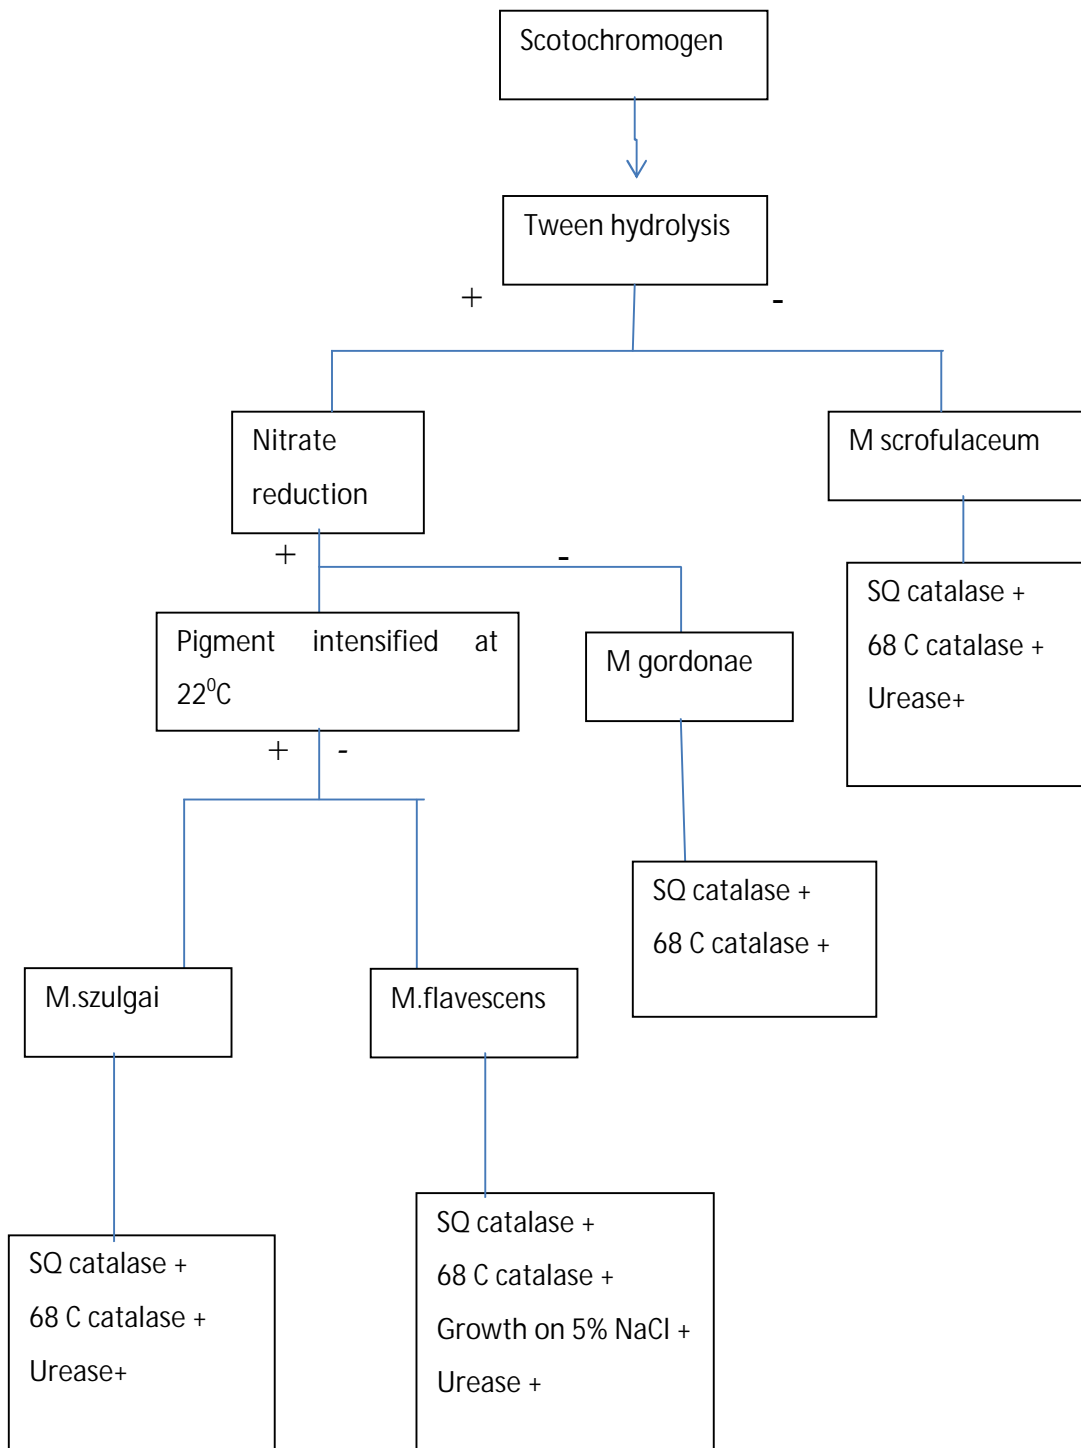 Scotochromogen
Tween hydrolysis
+ -
Nitrate
reduction
M scrofulaceum
+ -
SQ catalase +
68 C catalase +
Urease+
Pigment intensified at
22⁰C
M gordonae
+ -
SQ catalase +
68 C catalase +
M.szulgai
M.flavescens
SQ catalase +
68 C catalase +
Growth on 5% NaCl +
Urease +
SQ catalase +
68 C catalase +
Urease+